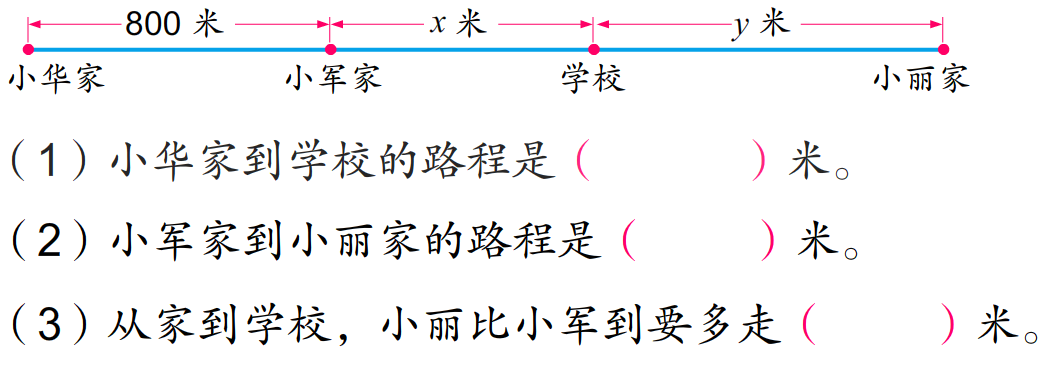 800 米 x 米 y 米
小华家 小军家 学校 小丽家
（1）小华家到学校的路程是（ ）米。
（2）小军家到小丽家的路程是（ ）米。
（3）从家到学校，小丽比小军到要多走（ ）米。